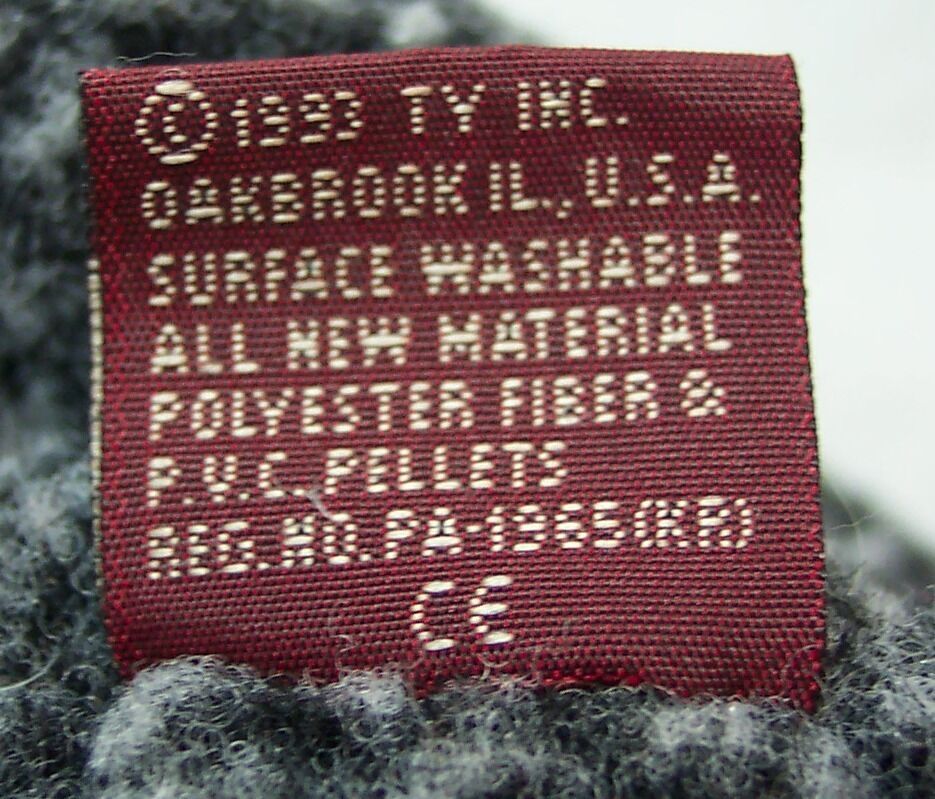 © 1993 TY INC.
OAKBROOK IL., U.S.A.
SURFACE WASHABLE
ALL NEW MATERIAL
POLYESTER FIBER &
P.V.C. PELLETS
REG. NO. PA-1965(KR)
CE